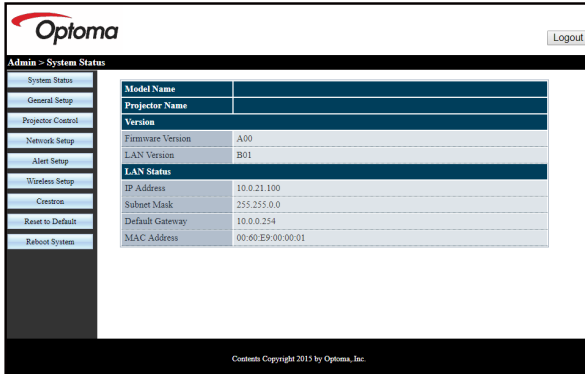 Optoma
Logout
Admin > System Status
System Status
General Setup
Projector Control
Network Setup
Alert Setup
Wireless Setup
Crestron
Reset to Default
Reboot System
Model Name
Projector Name
Version
Firmware Version A00
LAN Version B01
LAN Status
IP Address 10.0.21.100
Subnet Mask 255.255.0.0
Default Gateway 10.0.0.254
MAC Address 00:60:E9:00:00:01
Contents Copyright 2015 by Optoma, Inc.